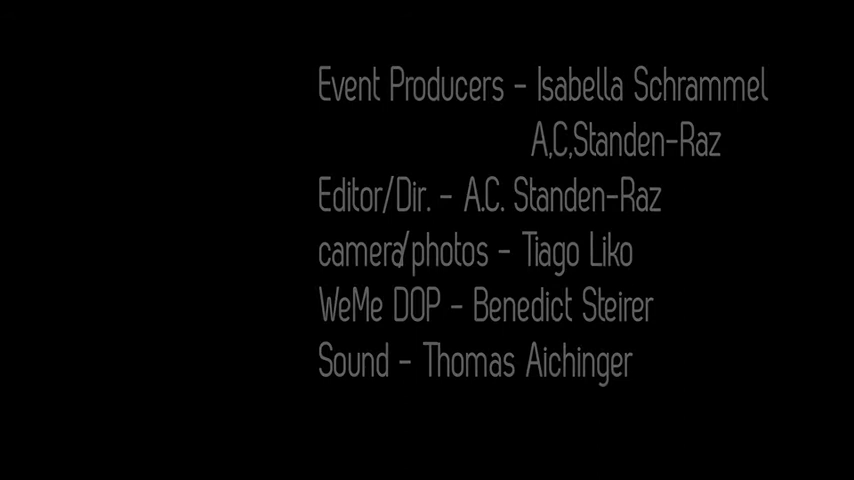 Event Producers - Isabella Schrammel
A,C,Standen-Raz
Editor/Dir. - A.C. Standen-Raz
camera/photos - Tiago Liko
WeMe DOP - Benedict Steirer
Sound - Thomas Aichinger